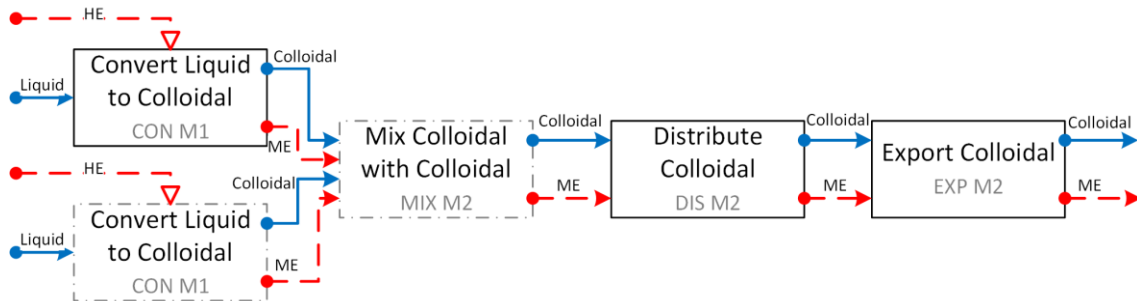 HE
Liquid
Convert Liquid
to Colloidal
CON M1
Colloidal
ME
HE
Liquid
Convert Liquid
to Colloidal
CON M1
Colloidal
ME
Mix Colloidal
with Colloidal
MIX M2
Colloidal
ME
Distribute
Colloidal
DIS M2
Colloidal
ME
Export Colloidal
EXP M2
Colloidal
ME